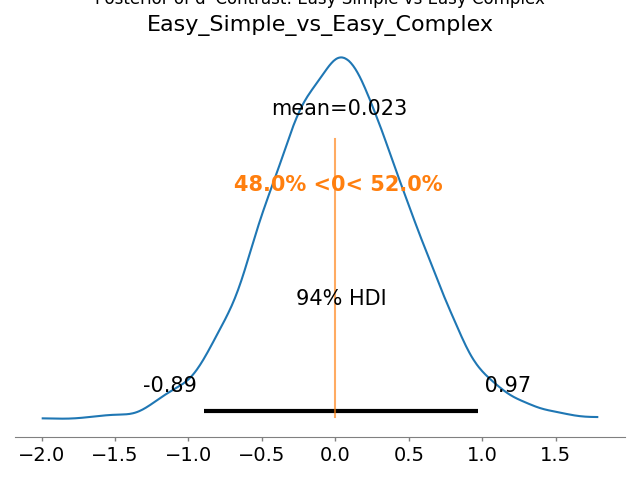 Posterior of d' Contrast: Easy Simple vs Easy Complex
Easy_Simple_vs_Easy_Complex
mean=0.023
48.0% <0< 52.0%
94% HDI
-0.89 0.97
−2.0 −1.5 −1.0 −0.5 0.0 0.5 1.0 1.5